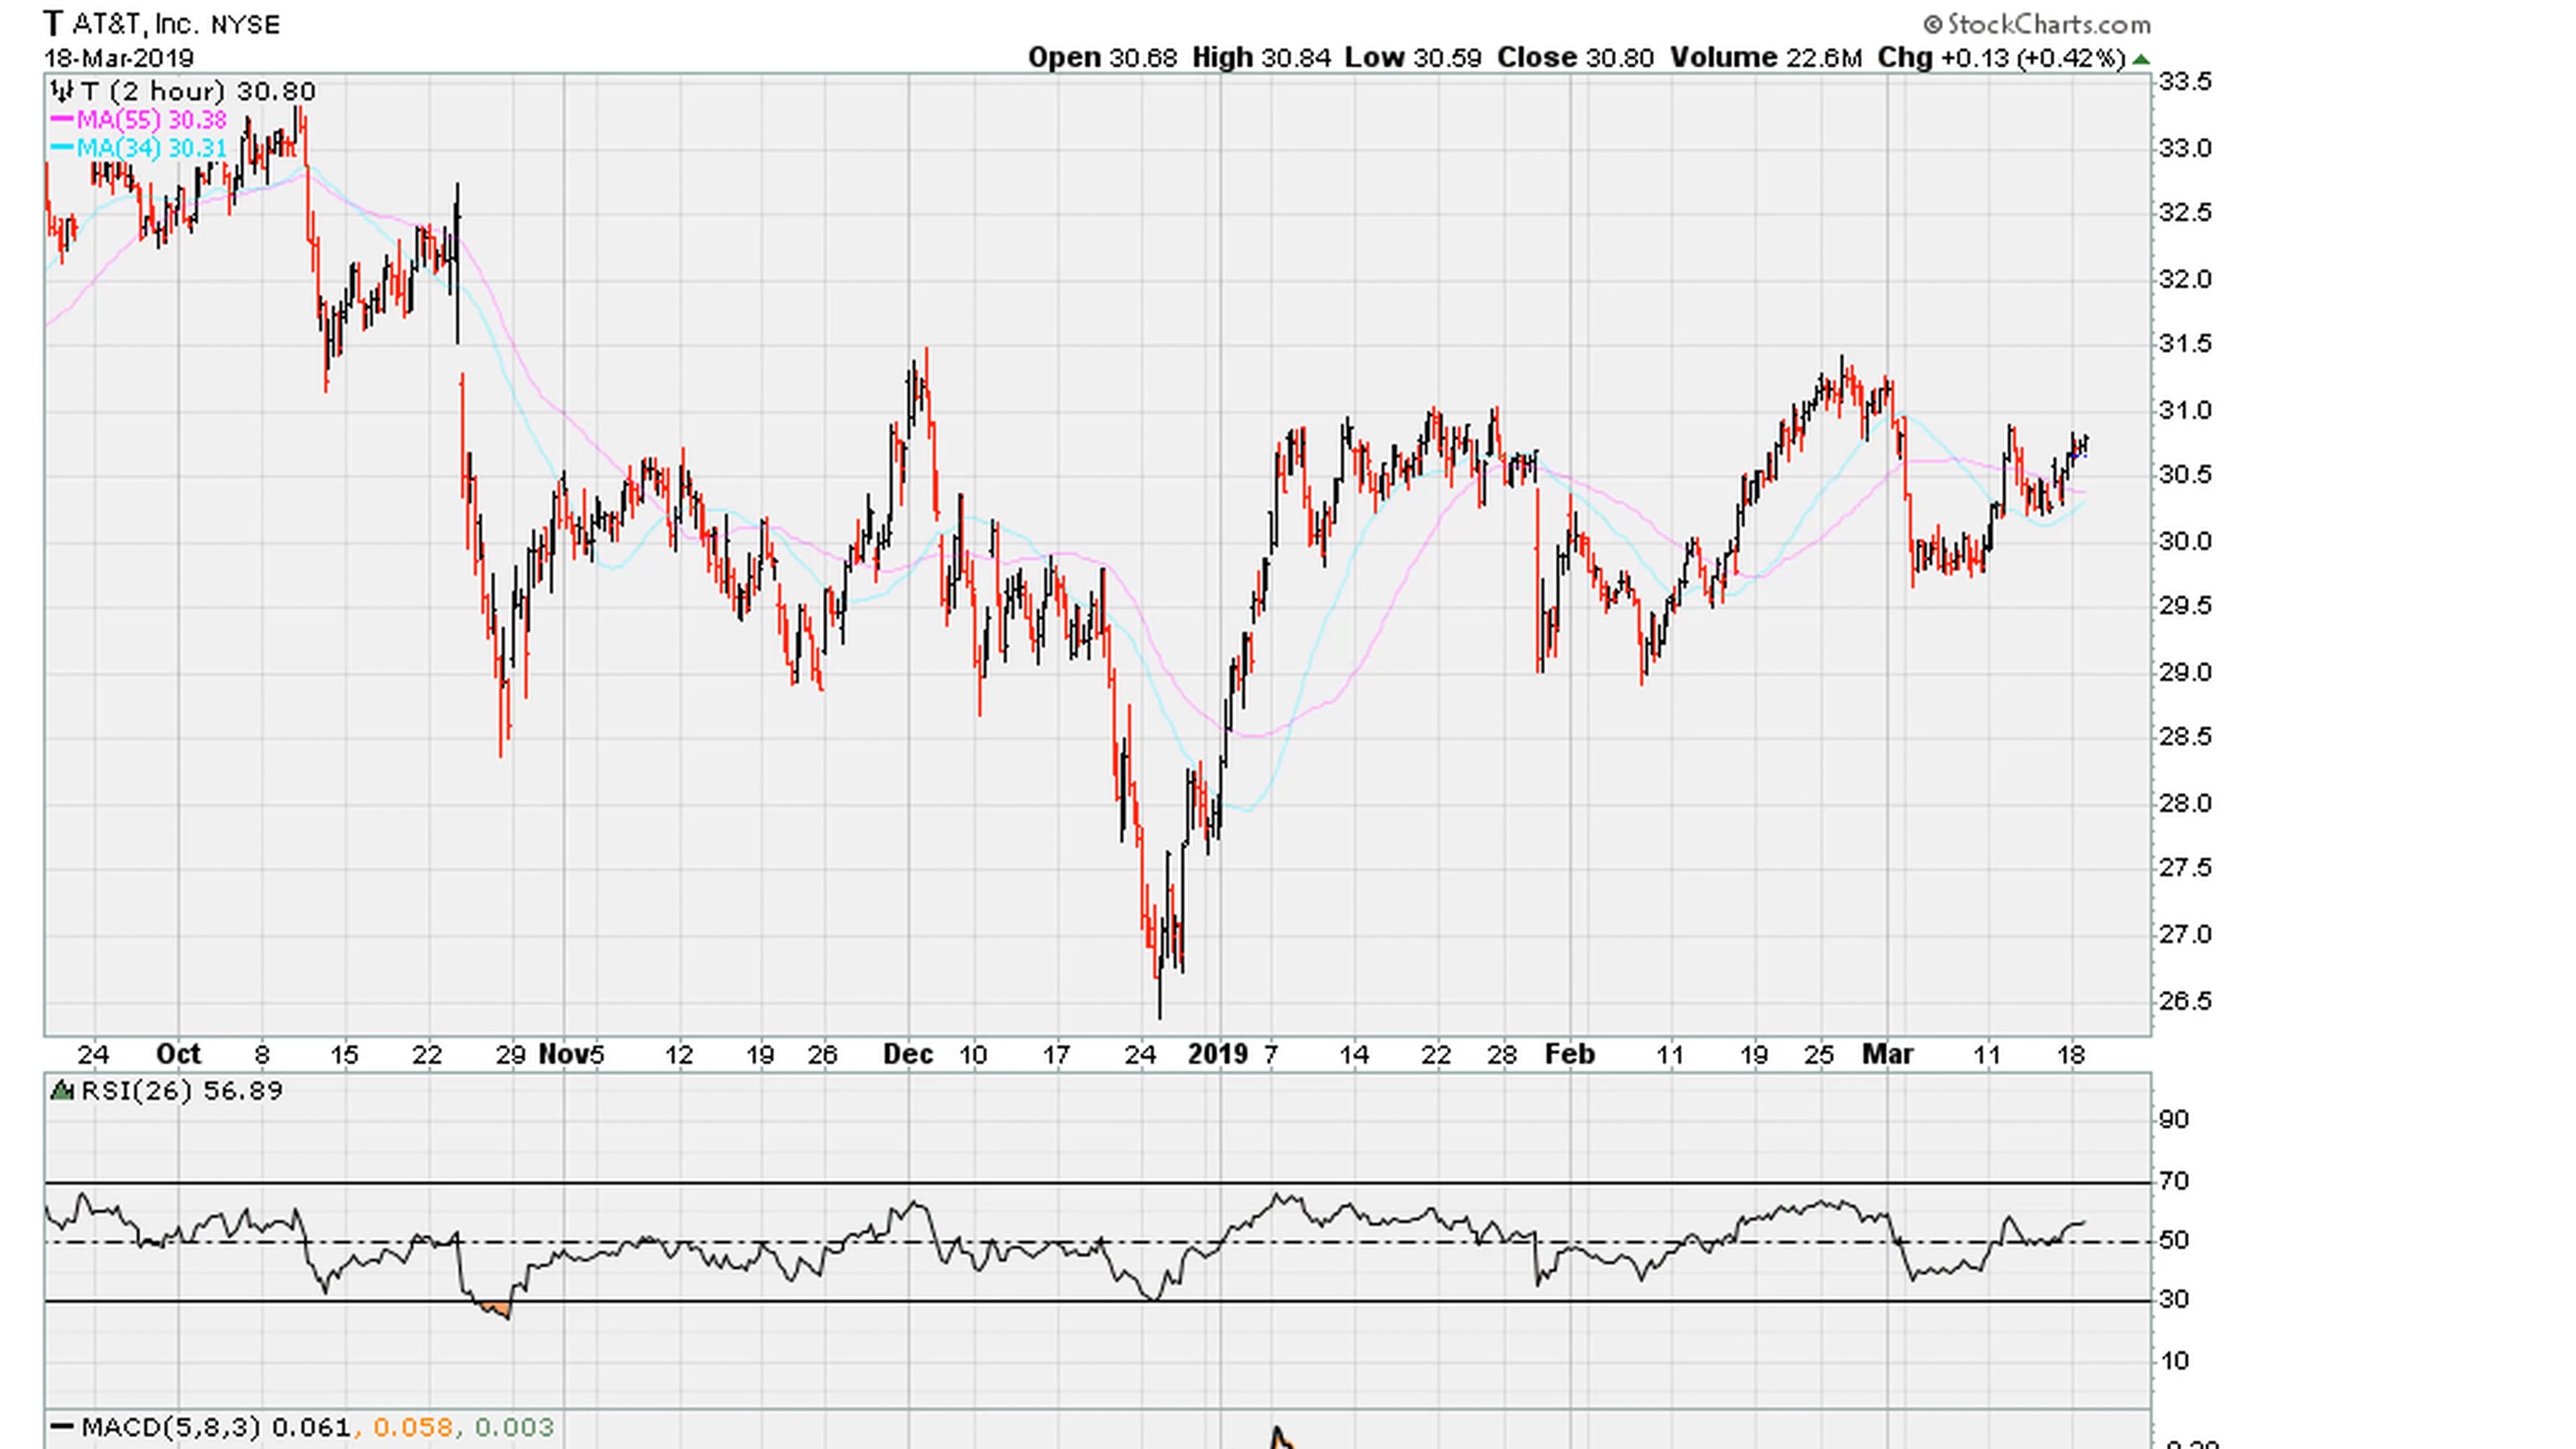 T AT&T, Inc. NYSE © StockCharts.com
18-Mar-2019 Open 30.68 High 30.84 Low 30.59 Close 30.80 Volume 22.6M Chg +0.13 (+0.42%)
T (2 hour) 30.80
MA(55) 30.38
MA(34) 30.31
33.5
33.0
32.5
32.0
31.5
31.0
30.5
30.0
29.5
29.0
28.5
28.0
27.5
27.0
26.5
24 Oct 8 15 22 29 Nov 5 12 19 26 Dec 10 17 24 2019 7 14 22 28 Feb 11 19 25 Mar 11 18
RSI(26) 56.89
90
70
50
30
10
MACD(5,8,3) 0.061, 0.058, 0.003